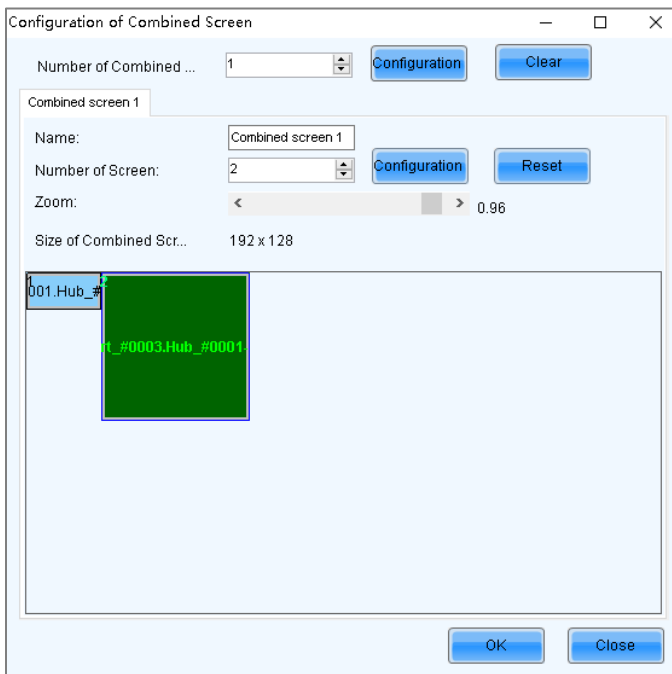 Configuration of Combined Screen
Number of Combined ... 1 Configuration Clear
Combined screen 1
Name: Combined screen 1
Number of Screen: 2 Configuration Reset
Zoom: 0.96
Size of Combined Scr... 192 x 128
1 2
001.Hub_#
rt_#0003.Hub_#0001-
OK Close